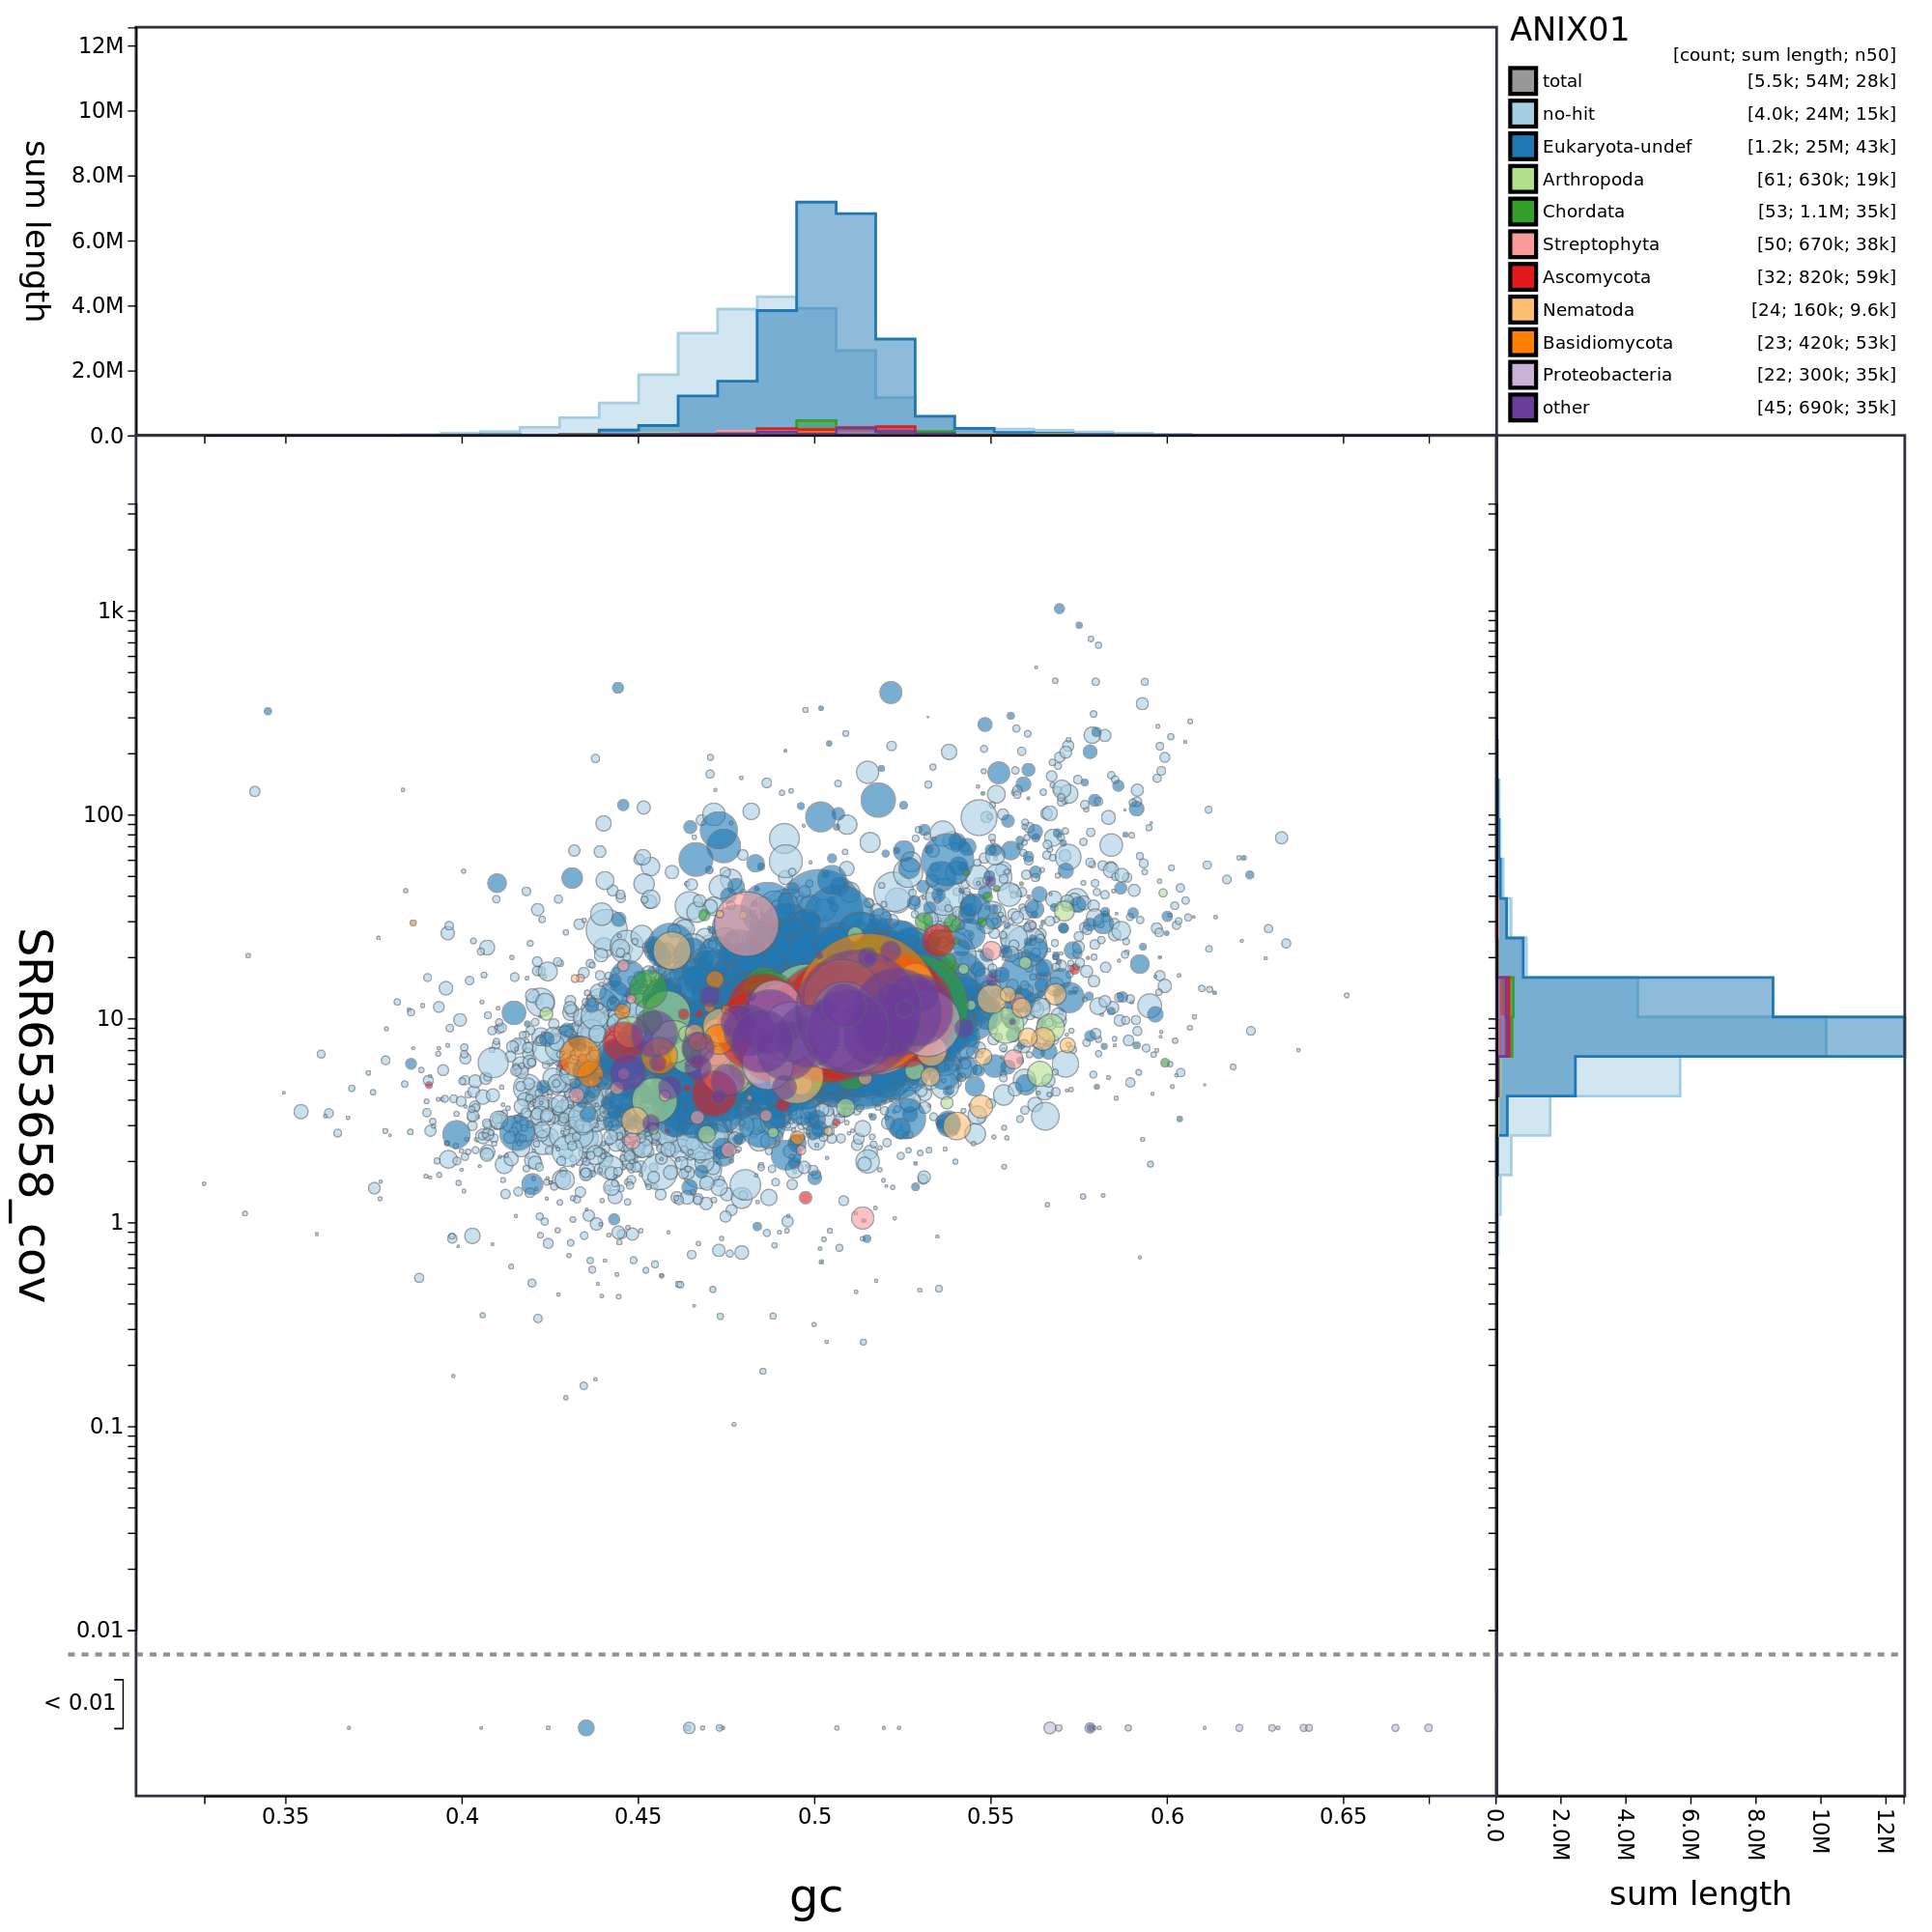 ANIX01
[count; sum length; n50]
total [5.5k; 54M; 28k]
no-hit [4.0k; 24M; 15k]
Eukaryota-undef [1.2k; 25M; 43k]
Arthropoda [61; 630k; 19k]
Chordata [53; 1.1M; 35k]
Streptophyta [50; 670k; 38k]
Ascomycota [32; 820k; 59k]
Nematoda [24; 160k; 9.6k]
Basidiomycota [23; 420k; 53k]
Proteobacteria [22; 300k; 35k]
other [45; 690k; 35k]
sum length
12M
10M
8.0M
6.0M
4.0M
2.0M
0.0
SRR653658_cov
1k
100
10
1
0.1
0.01
< 0.01
0.35 0.4 0.45 0.5 0.55 0.6 0.65
gc
0.0 2.0M 4.0M 6.0M 8.0M 10M 12M
sum length